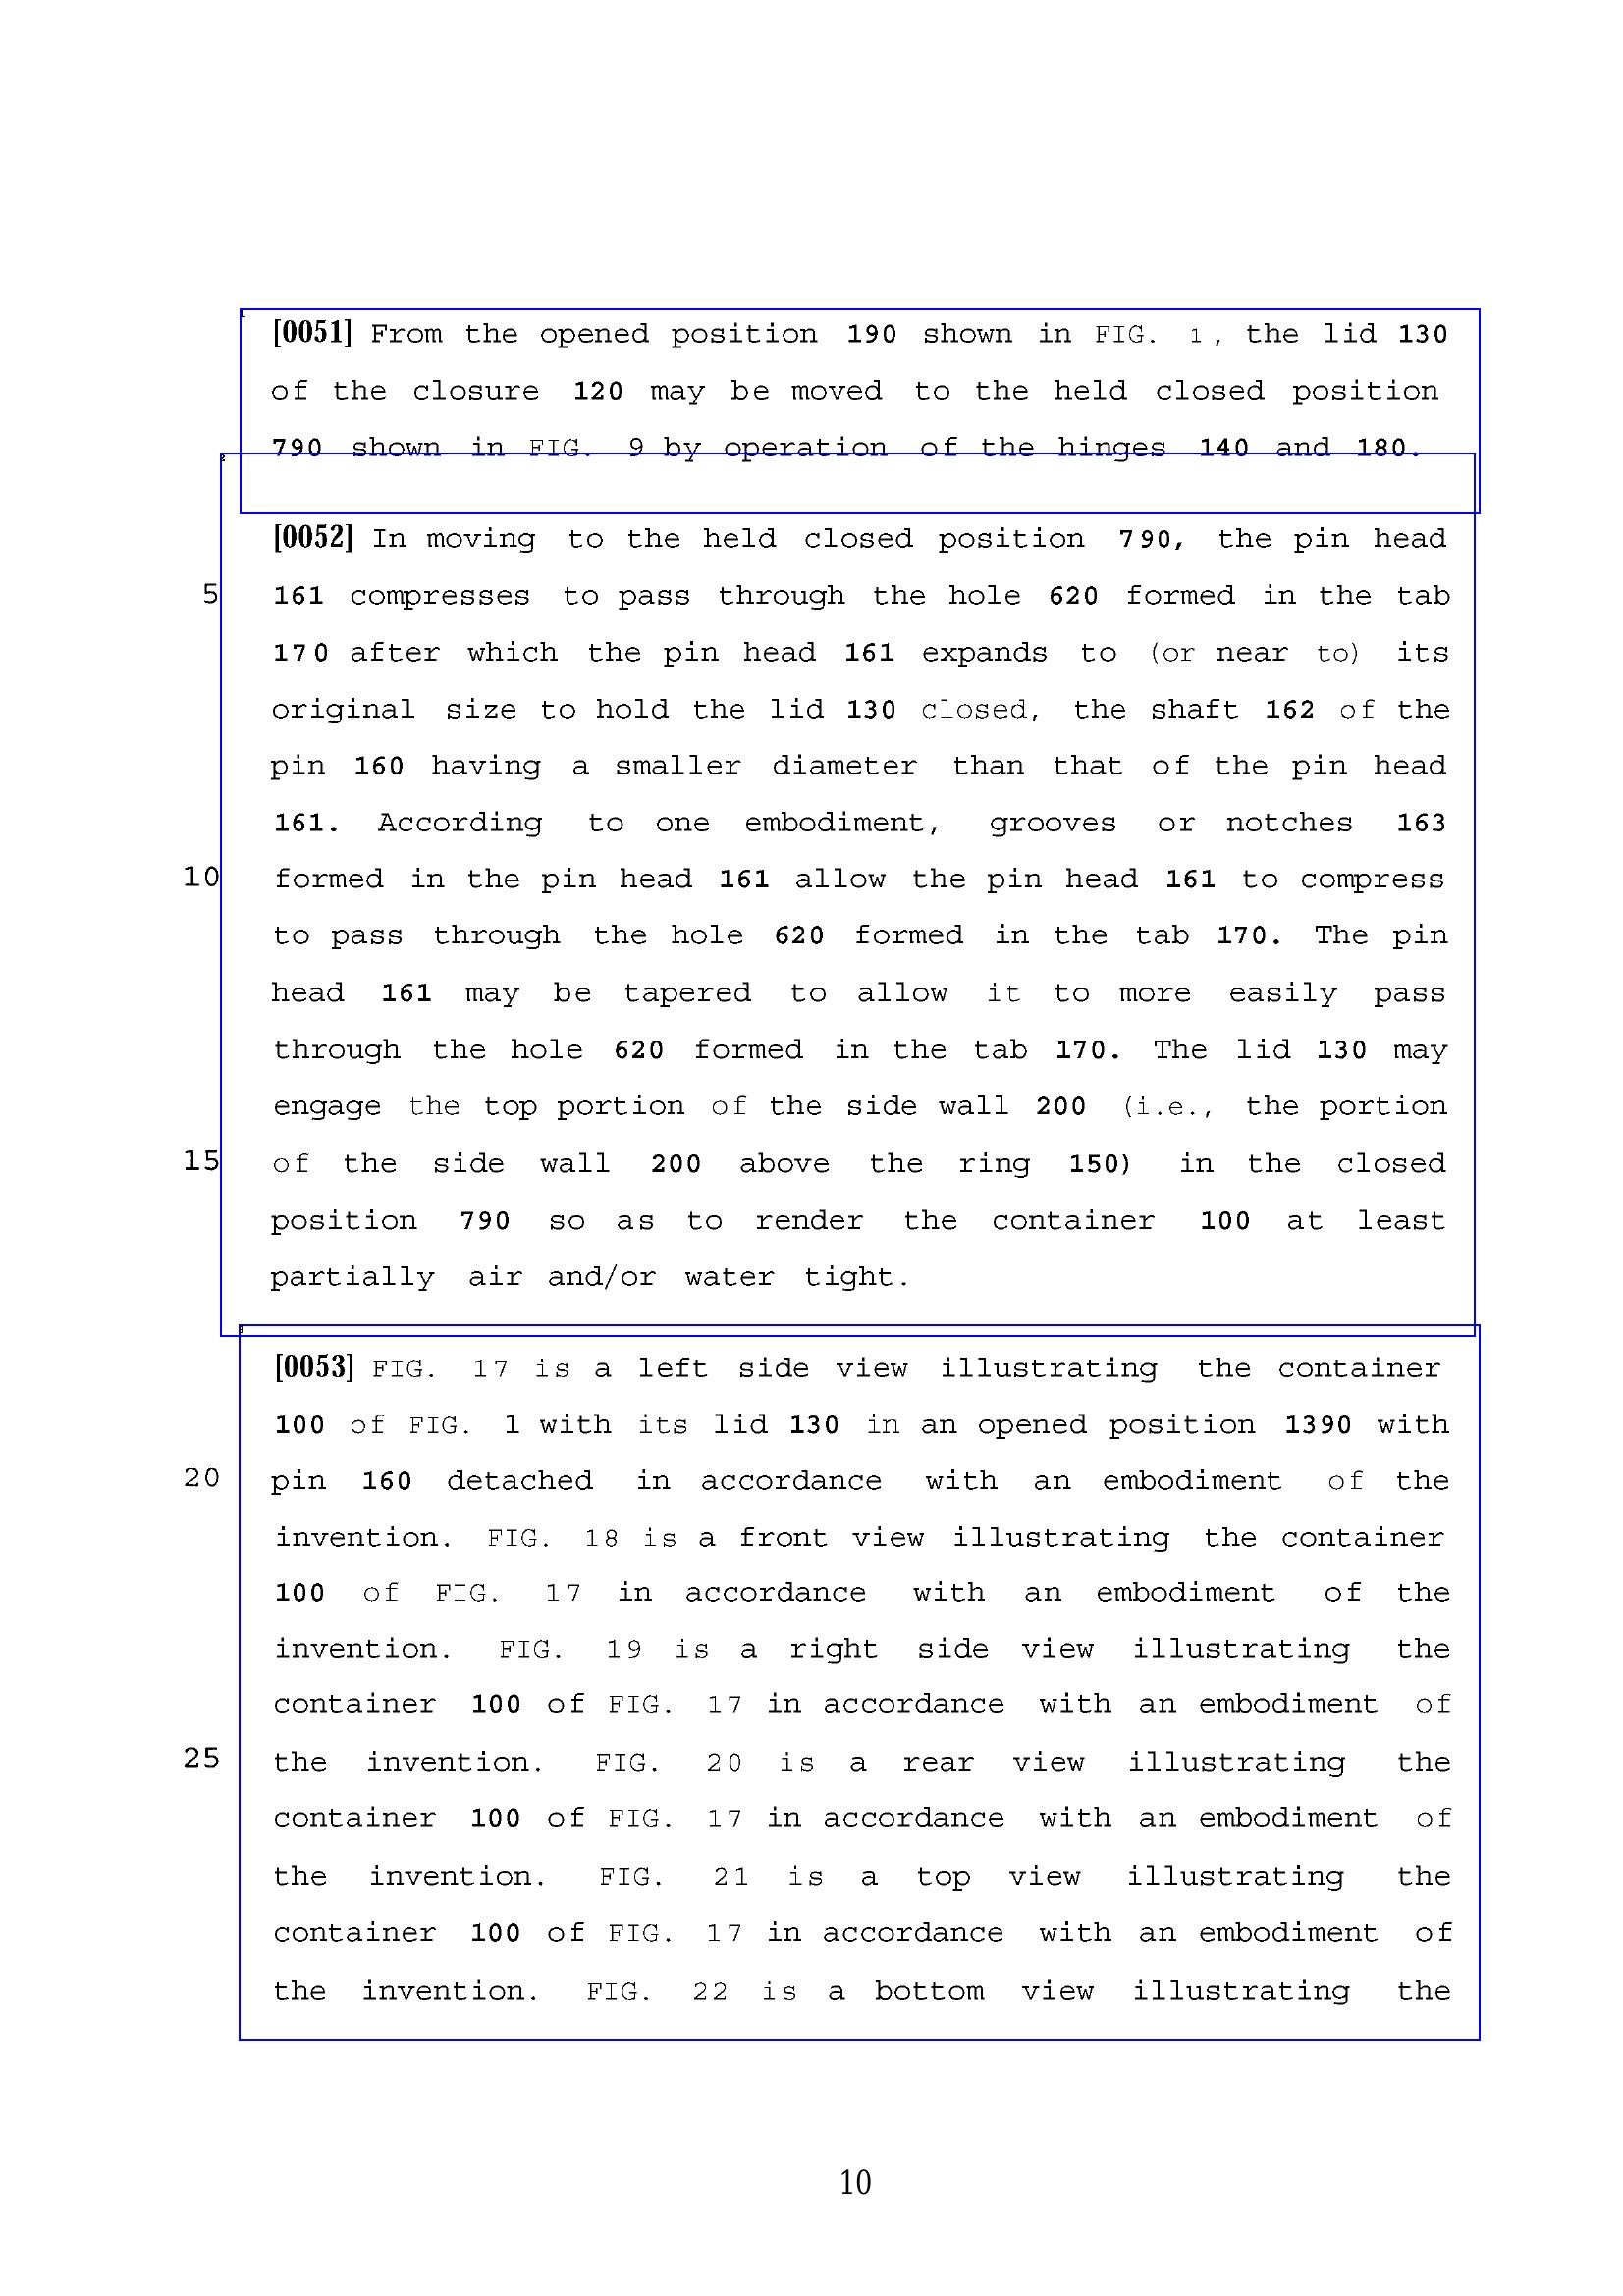 [0051] From the opened position 190 shown in FIG. 1, the lid 130
of the closure 120 may be moved to the held closed position
790 shown in FIG. 9 by operation of the hinges 140 and 180.
[0052] In moving to the held closed position 790, the pin head
5 161 compresses to pass through the hole 620 formed in the tab
170 after which the pin head 161 expands to (or near to) its
original size to hold the lid 130 closed, the shaft 162 of the
pin 160 having a smaller diameter than that of the pin head
161. According to one embodiment, grooves or notches 163
10 formed in the pin head 161 allow the pin head 161 to compress
to pass through the hole 620 formed in the tab 170. The pin
head 161 may be tapered to allow it to more easily pass
through the hole 620 formed in the tab 170. The lid 130 may
engage the top portion of the side wall 200 (i.e., the portion
15 of the side wall 200 above the ring 150) in the closed
position 790 so as to render the container 100 at least
partially air and/or water tight.
[0053] FIG. 17 is a left side view illustrating the container
100 of FIG. 1 with its lid 130 in an opened position 1390 with
20 pin 160 detached in accordance with an embodiment of the
invention. FIG. 18 is a front view illustrating the container
100 of FIG. 17 in accordance with an embodiment of the
invention. FIG. 19 is a right side view illustrating the
container 100 of FIG. 17 in accordance with an embodiment of
25 the invention. FIG. 20 is a rear view illustrating the
container 100 of FIG. 17 in accordance with an embodiment of
the invention. FIG. 21 is a top view illustrating the
container 100 of FIG. 17 in accordance with an embodiment of
the invention. FIG. 22 is a bottom view illustrating the
10